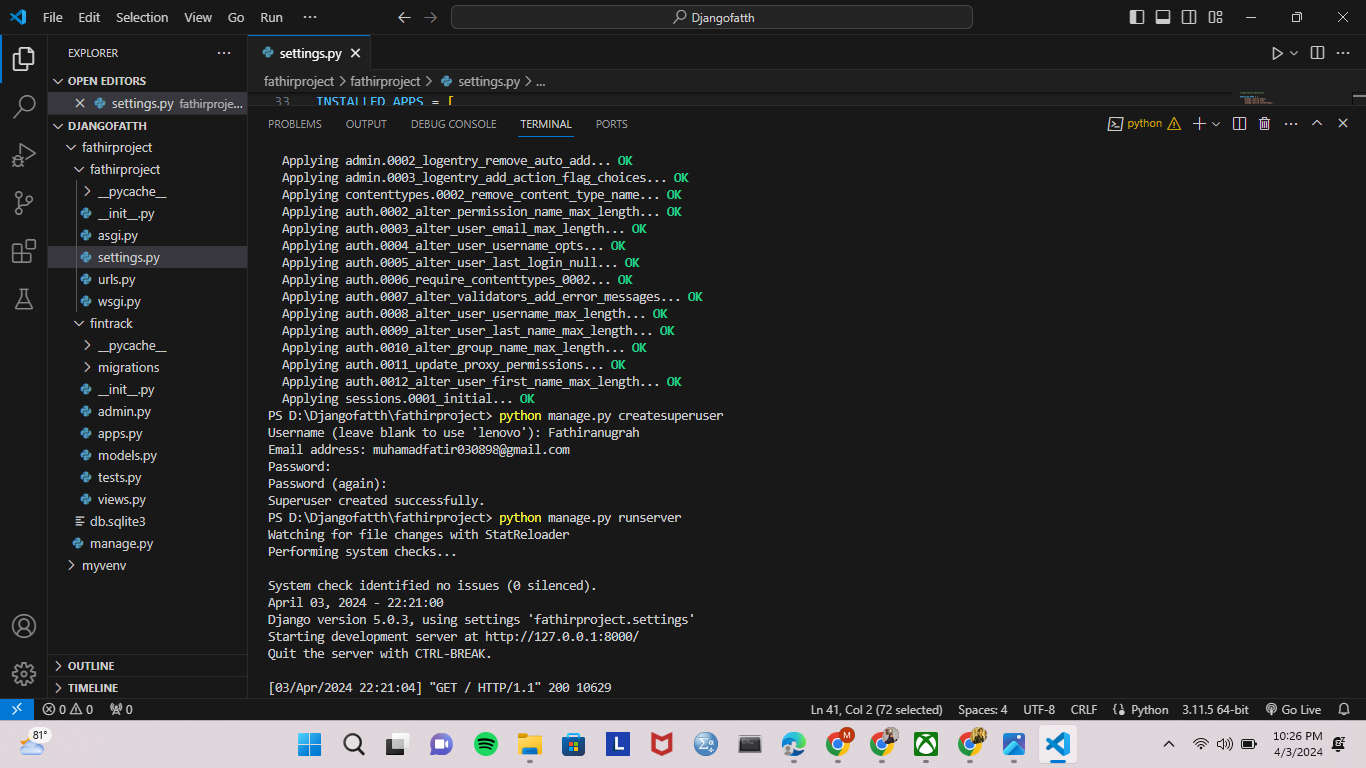 File Edit Selection View Go Run ··· Djangofatth
EXPLORER ···
OPEN EDITORS
settings.py fathirproje...
DJANGOFATTH
fathirproject
fathirproject
__pycache__
__init__.py
asgi.py
settings.py
urls.py
wsgi.py
fintrack
__pycache__
migrations
__init__.py
admin.py
apps.py
models.py
tests.py
views.py
db.sqlite3
manage.py
myvenv
OUTLINE
TIMELINE
settings.py
fathirproject > fathirproject > settings.py > ...
33 INSTALLED_APPS = [
PROBLEMS OUTPUT DEBUG CONSOLE TERMINAL PORTS python
Applying admin.0002_logentry_remove_auto_add... OK
Applying admin.0003_logentry_add_action_flag_choices... OK
Applying contenttypes.0002_remove_content_type_name... OK
Applying auth.0002_alter_permission_name_max_length... OK
Applying auth.0003_alter_user_email_max_length... OK
Applying auth.0004_alter_user_username_opts... OK
Applying auth.0005_alter_user_last_login_null... OK
Applying auth.0006_require_contenttypes_0002... OK
Applying auth.0007_alter_validators_add_error_messages... OK
Applying auth.0008_alter_user_username_max_length... OK
Applying auth.0009_alter_user_last_name_max_length... OK
Applying auth.0010_alter_group_name_max_length... OK
Applying auth.0011_update_proxy_permissions... OK
Applying auth.0012_alter_user_first_name_max_length... OK
Applying sessions.0001_initial... OK
PS D:\Djangofatth\fathirproject> python manage.py createsuperuser
Username (leave blank to use 'lenovo'): Fathiranugrah
Email address: muhamadfatir030898@gmail.com
Password:
Password (again):
Superuser created successfully.
PS D:\Djangofatth\fathirproject> python manage.py runserver
Watching for file changes with StatReloader
Performing system checks...
System check identified no issues (0 silenced).
April 03, 2024 - 22:21:00
Django version 5.0.3, using settings 'fathirproject.settings'
Starting development server at http://127.0.0.1:8000/
Quit the server with CTRL-BREAK.
[03/Apr/2024 22:21:04] "GET / HTTP/1.1" 200 10629
0 0 0 Ln 41, Col 2 (72 selected) Spaces: 4 UTF-8 CRLF Python 3.11.5 64-bit Go Live
81° L M 10:26 PM
4/3/2024